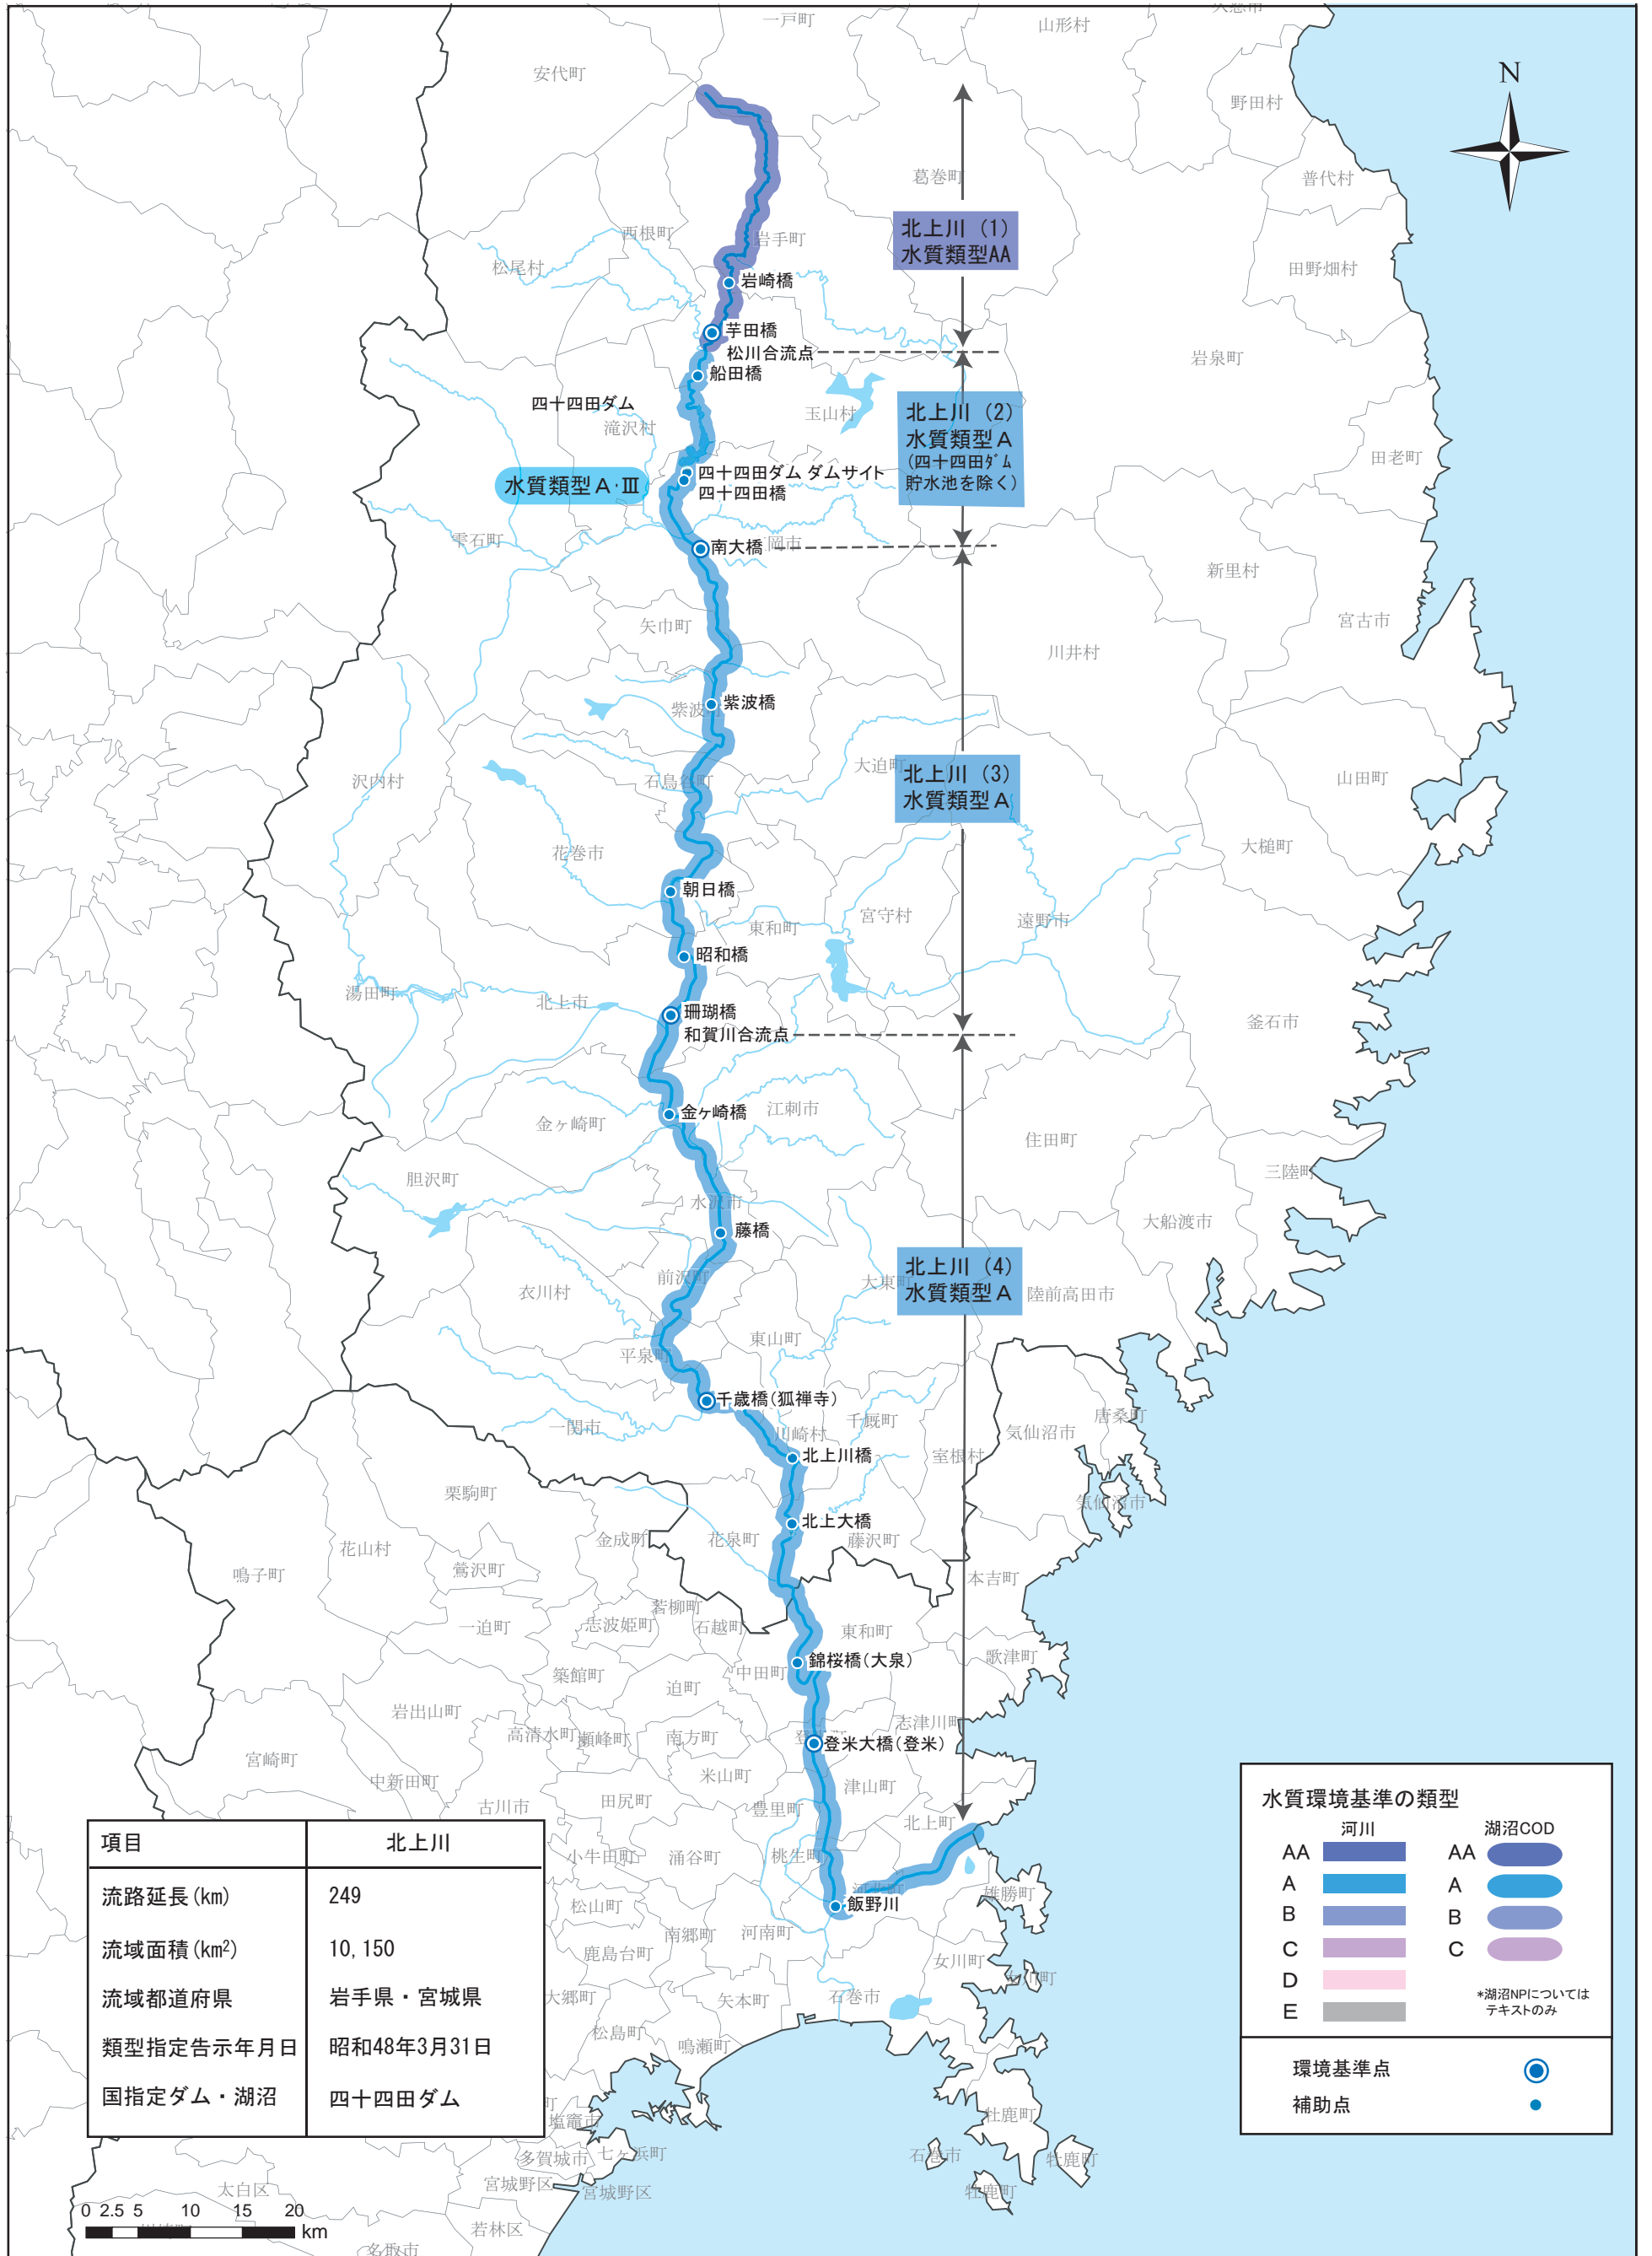 一戸町
山形村
安代町
N
野田村
葛巻町
普代村
北上川（1）
水質類型AA
西根町
岩手町
松尾村
田野畑村
岩崎橋
芋田橋
松川合流点
岩泉町
船田橋
四十四田ダム
滝沢村
玉山村
北上川（2）
水質類型A
(四十四田ダム
貯水池を除く)
田老町
四十四田ダム ダムサイト
水質類型A・Ⅲ
四十四田橋
雫石町
南大橋
岡市
新里村
宮古市
矢巾町
川井村
紫波橋
紫波
沢内村
石鳥谷町
大迫町
北上川（3）
水質類型A
山田町
花巻市
大槌町
朝日橋
宮守村
東和町
遠野市
昭和橋
湯田町
北上市
珊瑚橋
和賀川合流点
釜石市
金ヶ崎町
金ヶ崎橋
江刺市
住田町
胆沢町
三陸町
水沢市
藤橋
大船渡市
前沢町
衣川村
大東町
北上川（4）
水質類型A
陸前高田市
東山町
平泉町
千歳橋(狐禅寺)
一関市
川崎村
千厩町
気仙沼市
唐桑町
北上川橋
室根村
栗駒町
気仙沼市
金成町
花泉町
北上大橋
藤沢町
花山村
鳴子町
鶯沢町
本吉町
一迫町
志波姫町
若柳町
石越町
東和町
歌津町
築館町
迫町
中田町
錦桜橋(大泉)
岩出山町
高清水町
瀬峰町
南方町
志津川町
登米大橋(登米)
宮崎町
中新田町
米山町
津山町
古川市
田尻町
豊里町
北上町
小牛田町
涌谷町
桃生町
河北町
飯野川
雄勝町
松山町
南郷町
河南町
鹿島台町
女川町
女川町
大郷町
矢本町
石巻市
松島町
鳴瀬町
塩竈市
牡鹿町
多賀城市
七ヶ浜町
石巻市
牡鹿町
宮城野区
宮城野区
牡鹿町
太白区
若林区
名取市
項目 北上川
流路延長(km) 249
流域面積(km²) 10,150
流域都道府県 岩手県・宮城県
類型指定告示年月日 昭和48年3月31日
国指定ダム・湖沼 四十四田ダム
0 2.5 5 10 15 20
km
水質環境基準の類型
河川 湖沼COD
AA AA
A A
B B
C C
D
E
*湖沼NPについては
テキストのみ
環境基準点
補助点